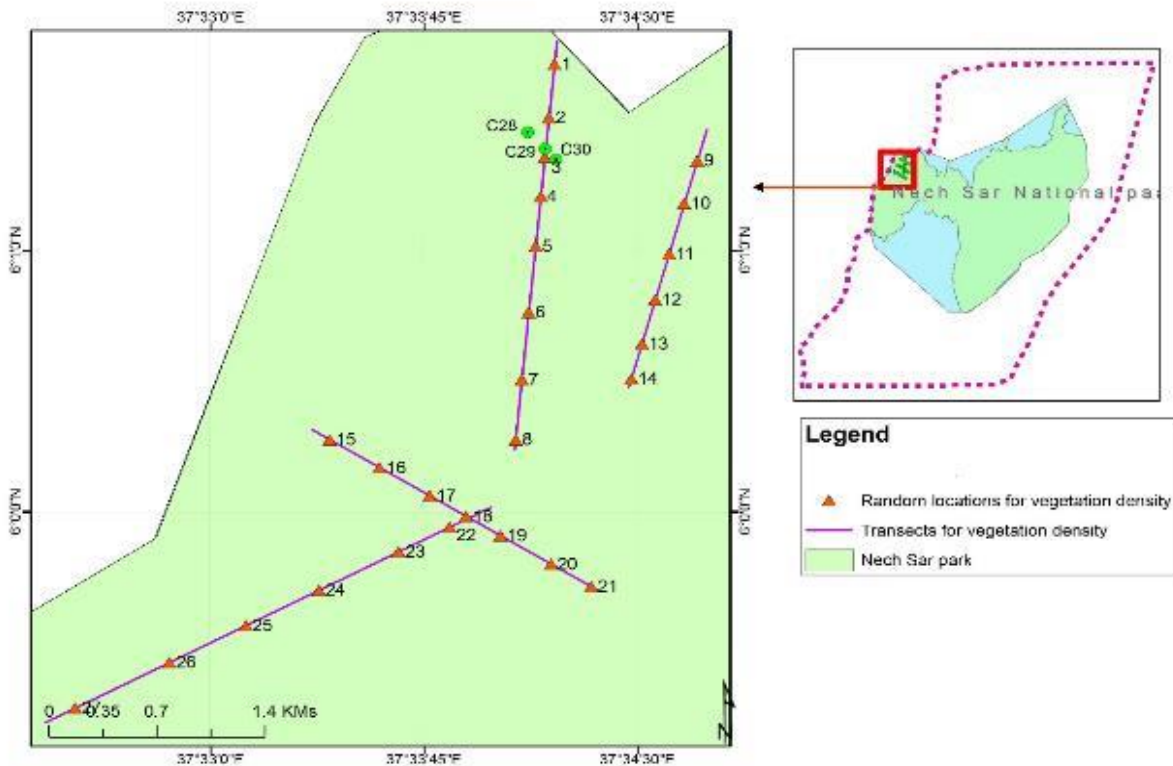 37°33'0"E
37°33'45"E
37°34'30"E
6°1'0"N
6°1'0"N
6°0'0"N
6°0'0"N
1
2
C28
C29
C30
3
4
5
6
7
8
9
10
11
12
13
14
15
16
17
18
19
20
21
22
23
24
25
26
27
0 0.35 0.7 1.4 KMs
N
37°33'0"E
37°33'45"E
37°34'30"E
Nech Sar National pa
Legend
Random locations for vegetation density
Transects for vegetation density
Nech Sar park